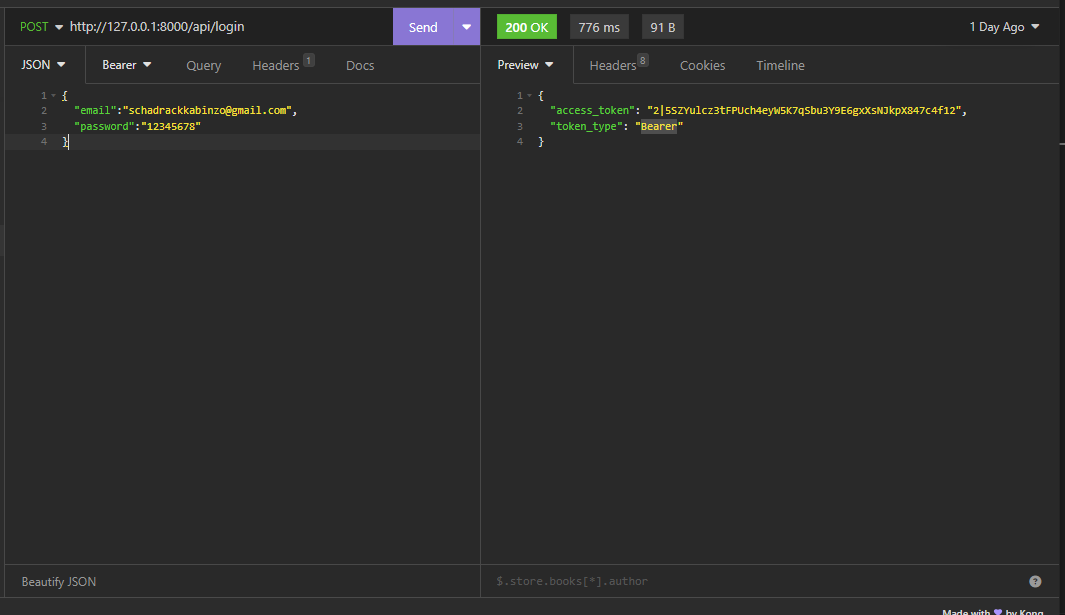 POST http://127.0.0.1:8000/api/login Send 200 OK 776 ms 91 B 1 Day Ago
JSON Bearer Query Headers 1 Docs Preview Headers 8 Cookies Timeline
1 {
2 "email":"schadrackkabinzo@gmail.com",
3 "password":"12345678"
4 }
1 {
2 "access_token": "2|5SZYulcz3tFPUch4eyW5K7qSbu3Y9E6gxXsNJkpX847c4f12",
3 "token_type": "Bearer"
4 }
Beautify JSON $.store.books[*].author ?
Made with by Kong